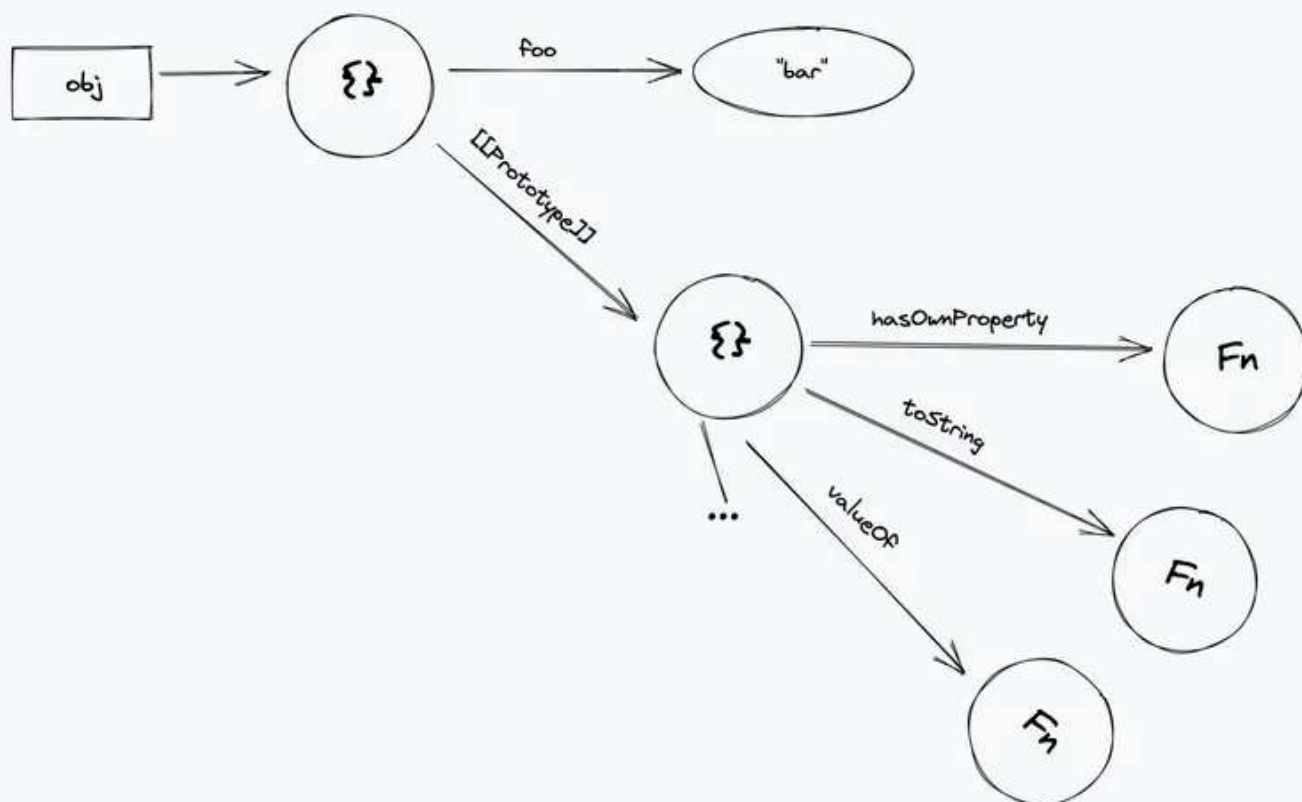 obj
{}
foo
"bar"
[[Prototype]]
{}
hasOwnProperty
Fn
toString
Fn
valueOf
Fn
...